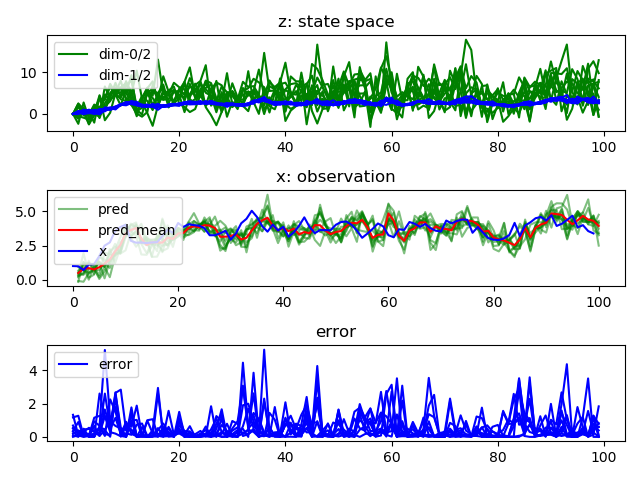 z: state space
dim-0/2
dim-1/2
10
0
0 20 40 60 80 100
x: observation
pred
pred_mean
x
5.0
2.5
0.0
0 20 40 60 80 100
error
error
4
2
0
0 20 40 60 80 100